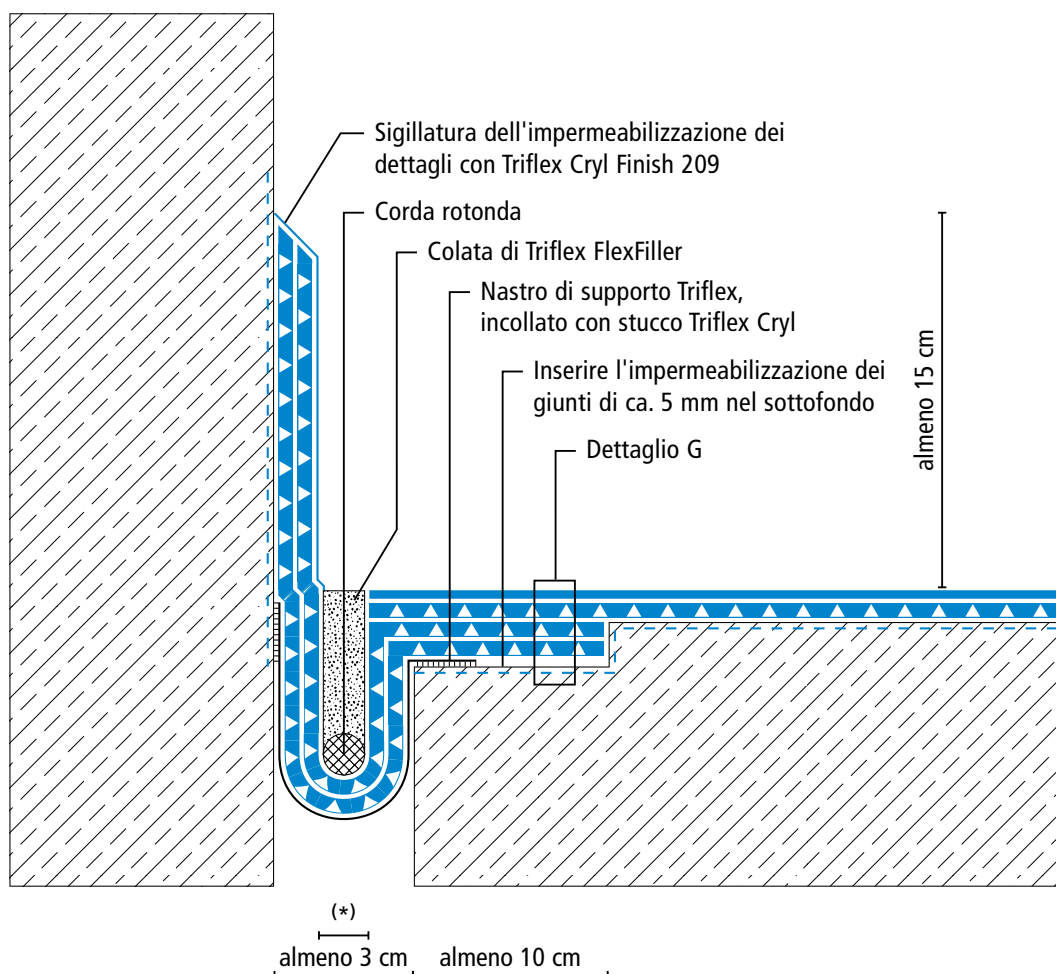 Sigillatura dell'impermeabilizzazione dei
dettagli con Triflex Cryl Finish 209
Corda rotonda
Colata di Triflex FlexFiller
Nastro di supporto Triflex,
incollato con stucco Triflex Cryl
Inserire l'impermeabilizzazione dei
giunti di ca. 5 mm nel sottofondo
Dettaglio G
almeno 15 cm
(*)
almeno 3 cm
almeno 10 cm